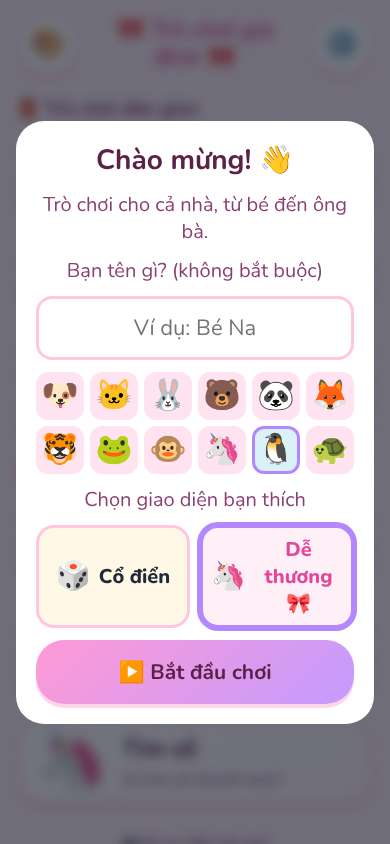 Chào mừng! 👋
Trò chơi cho cả nhà, từ bé đến ông
bà.
Bạn tên gì? (không bắt buộc)
Ví dụ: Bé Na
Chọn giao diện bạn thích
Cổ điển
Dễ
thương
Bắt đầu chơi